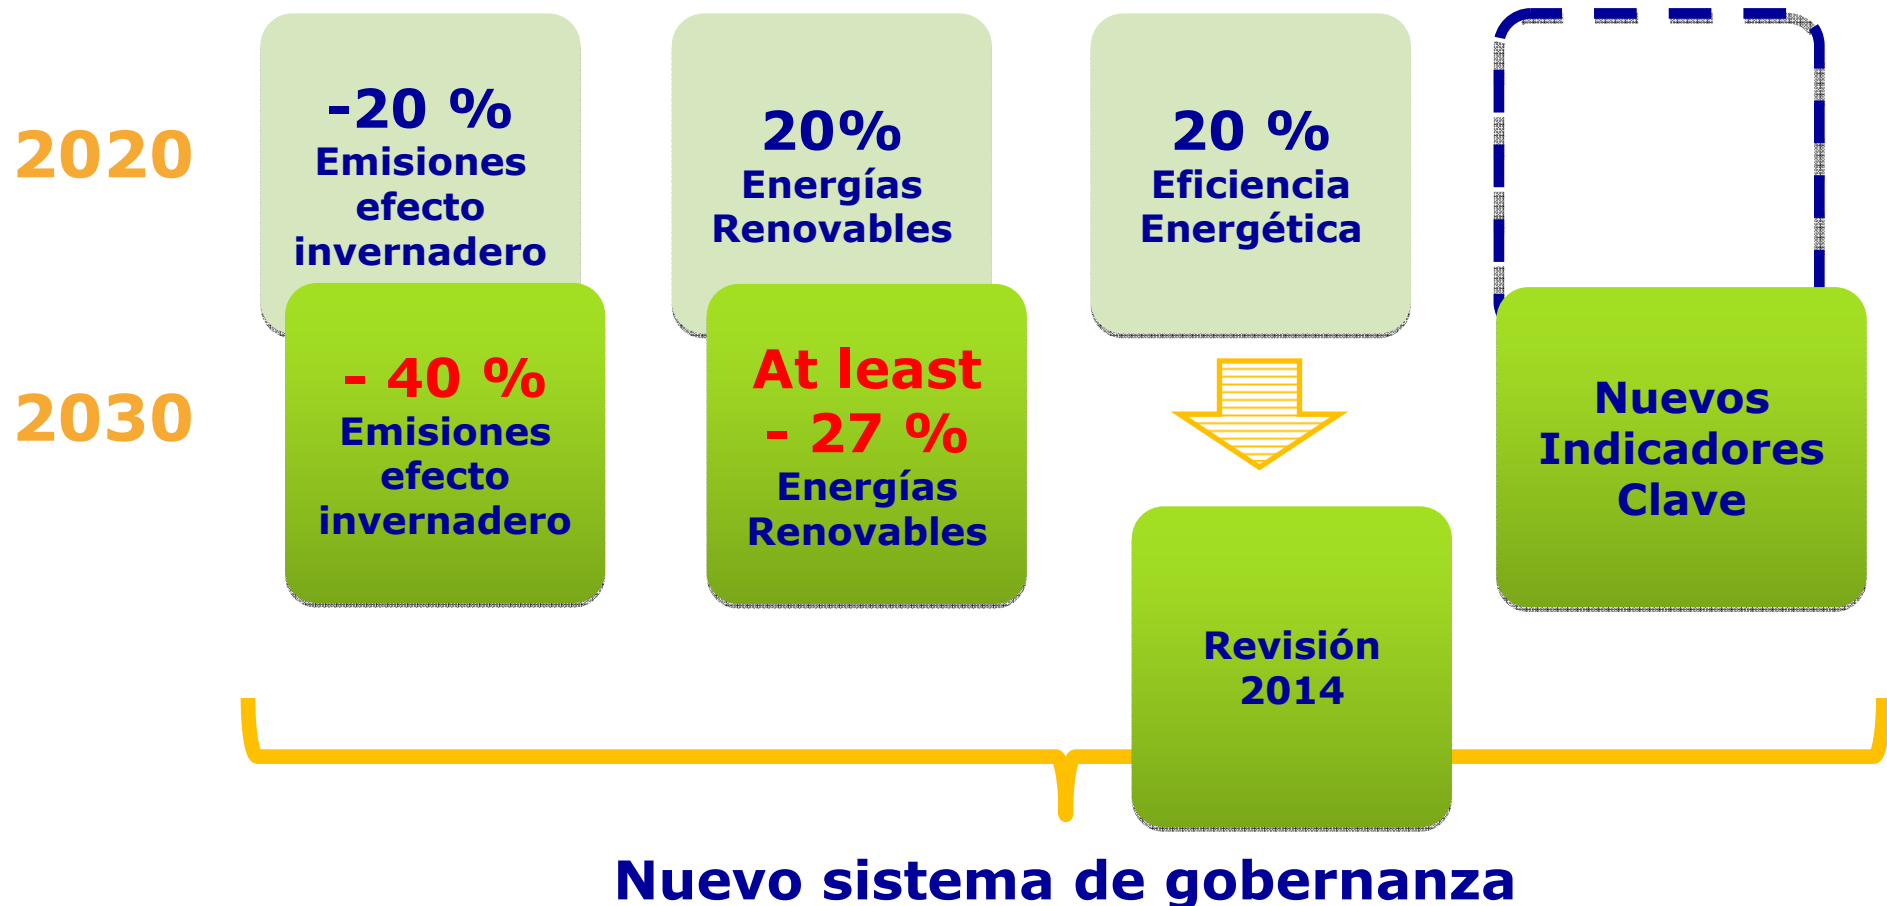 2020
-20 %
Emisiones
efecto
invernadero
20%
Energías
Renovables
20 %
Eficiencia
Energética
2030
- 40 %
Emisiones
efecto
invernadero
At least
- 27 %
Energías
Renovables
Revisión
2014
Nuevos
Indicadores
Clave
Nuevo sistema de gobernanza